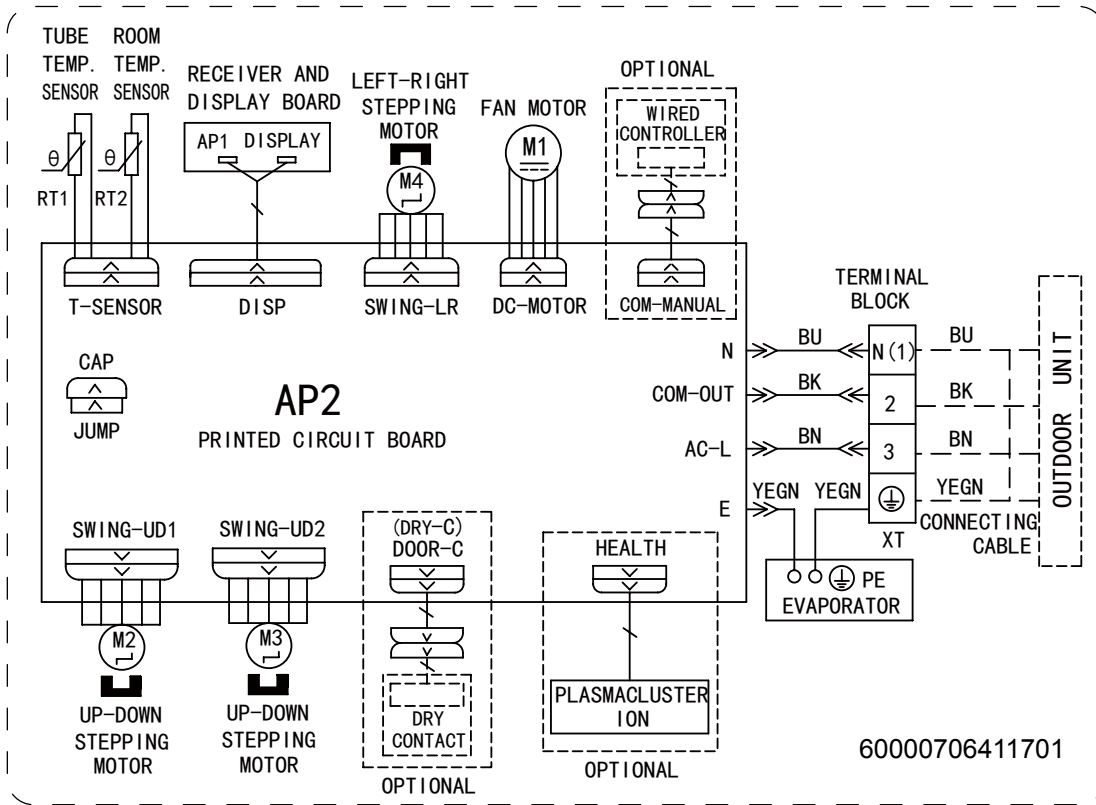 TUBE TEMP. SENSOR
ROOM TEMP. SENSOR
RECEIVER AND
DISPLAY BOARD
AP1 DISPLAY
LEFT-RIGHT
STEPPING
MOTOR
M4
FAN MOTOR
M1
OPTIONAL
WIRED
CONTROLLER
θ
RT1
θ
RT2
T-SENSOR
DISP
SWING-LR
DC-MOTOR
COM-MANUAL
TERMINAL
BLOCK
N
BU
N(1)
BU
COM-OUT
BK
2
BK
AC-L
BN
3
BN
E
YEGN
YEGN
YEGN
XT
CONNECTING
CABLE
OUTDOOR UNIT
PE
EVAPORATOR
CAP
JUMP
AP2
PRINTED CIRCUIT BOARD
SWING-UD1
M2
UP-DOWN
STEPPING
MOTOR
SWING-UD2
M3
UP-DOWN
STEPPING
MOTOR
(DRY-C)
DOOR-C
DRY
CONTACT
OPTIONAL
HEALTH
PLASMACLUSTER
ION
OPTIONAL
60000706411701